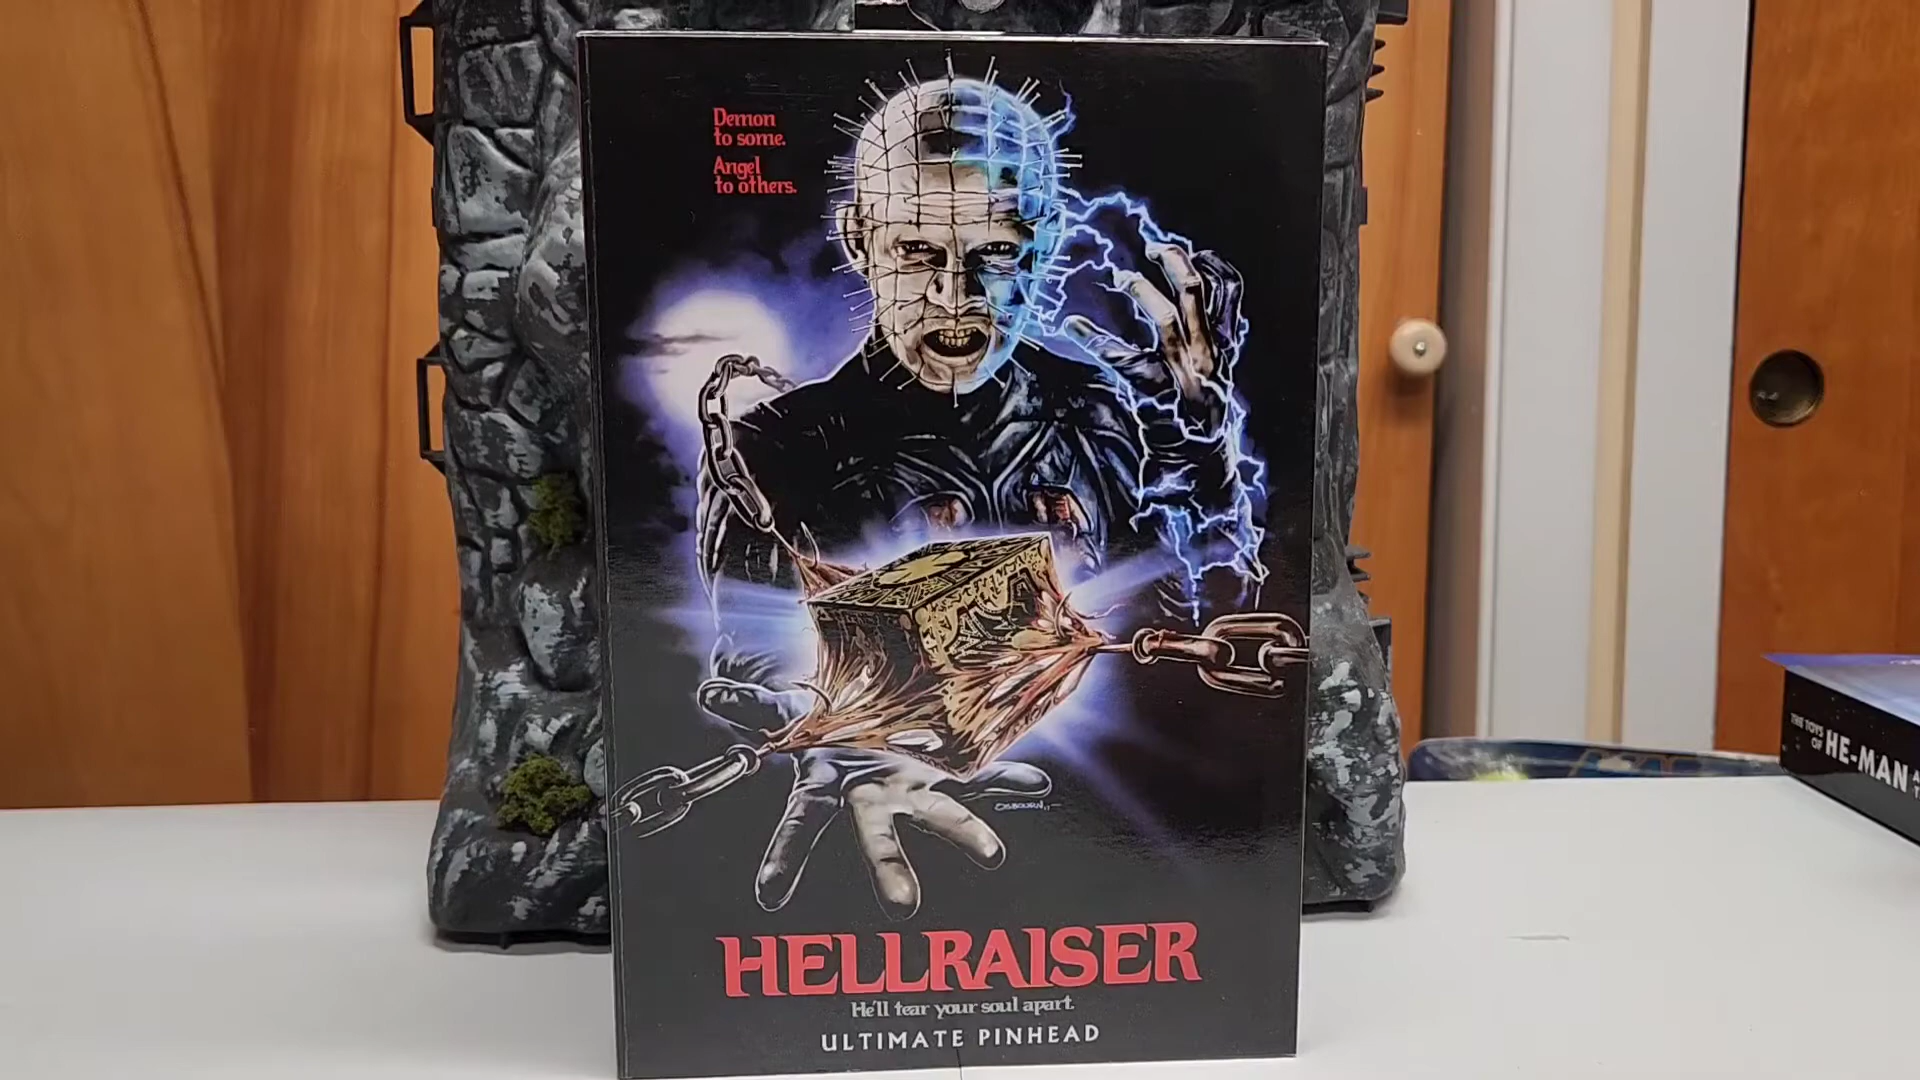 Demon
to some.
Angel
to others.
OSBOURN
HELLRAISER
He'll tear your soul apart.
ULTIMATE PINHEAD
THE TOYS
OF
HE-MAN